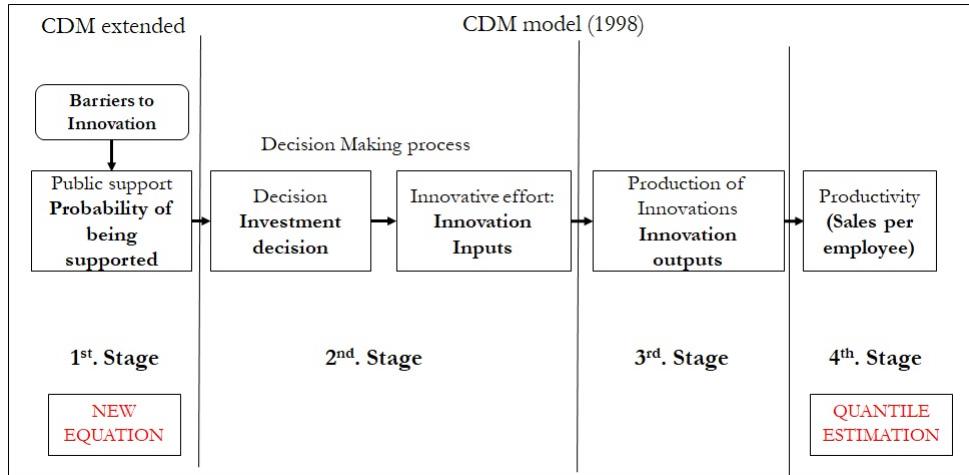 CDM extended
CDM model (1998)
Barriers to
Innovation
Decision Making process
Public support
Probability of
being
supported
Decision
Investment
decision
Innovative effort:
Innovation
Inputs
Production of
Innovations
Innovation
outputs
Productivity
(Sales per
employee)
1st. Stage
2nd. Stage
3rd. Stage
4th. Stage
NEW
EQUATION
QUANTILE
ESTIMATION